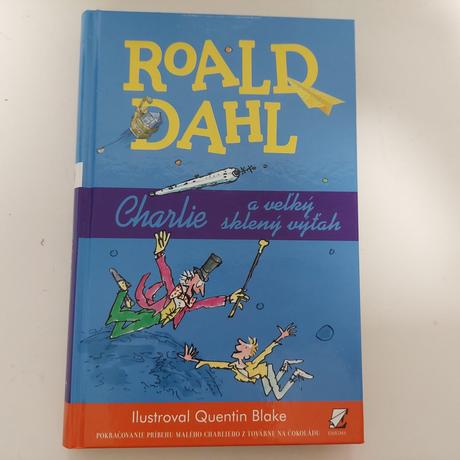 ROALD
DAHL
Charlie a veľký
sklený výťah
Ilustroval Quentin Blake
POKRAČOVANIE PRÍBEHU MALÉHO CHARLIEHO Z TOVÁRNE NA ČOKOLÁDU